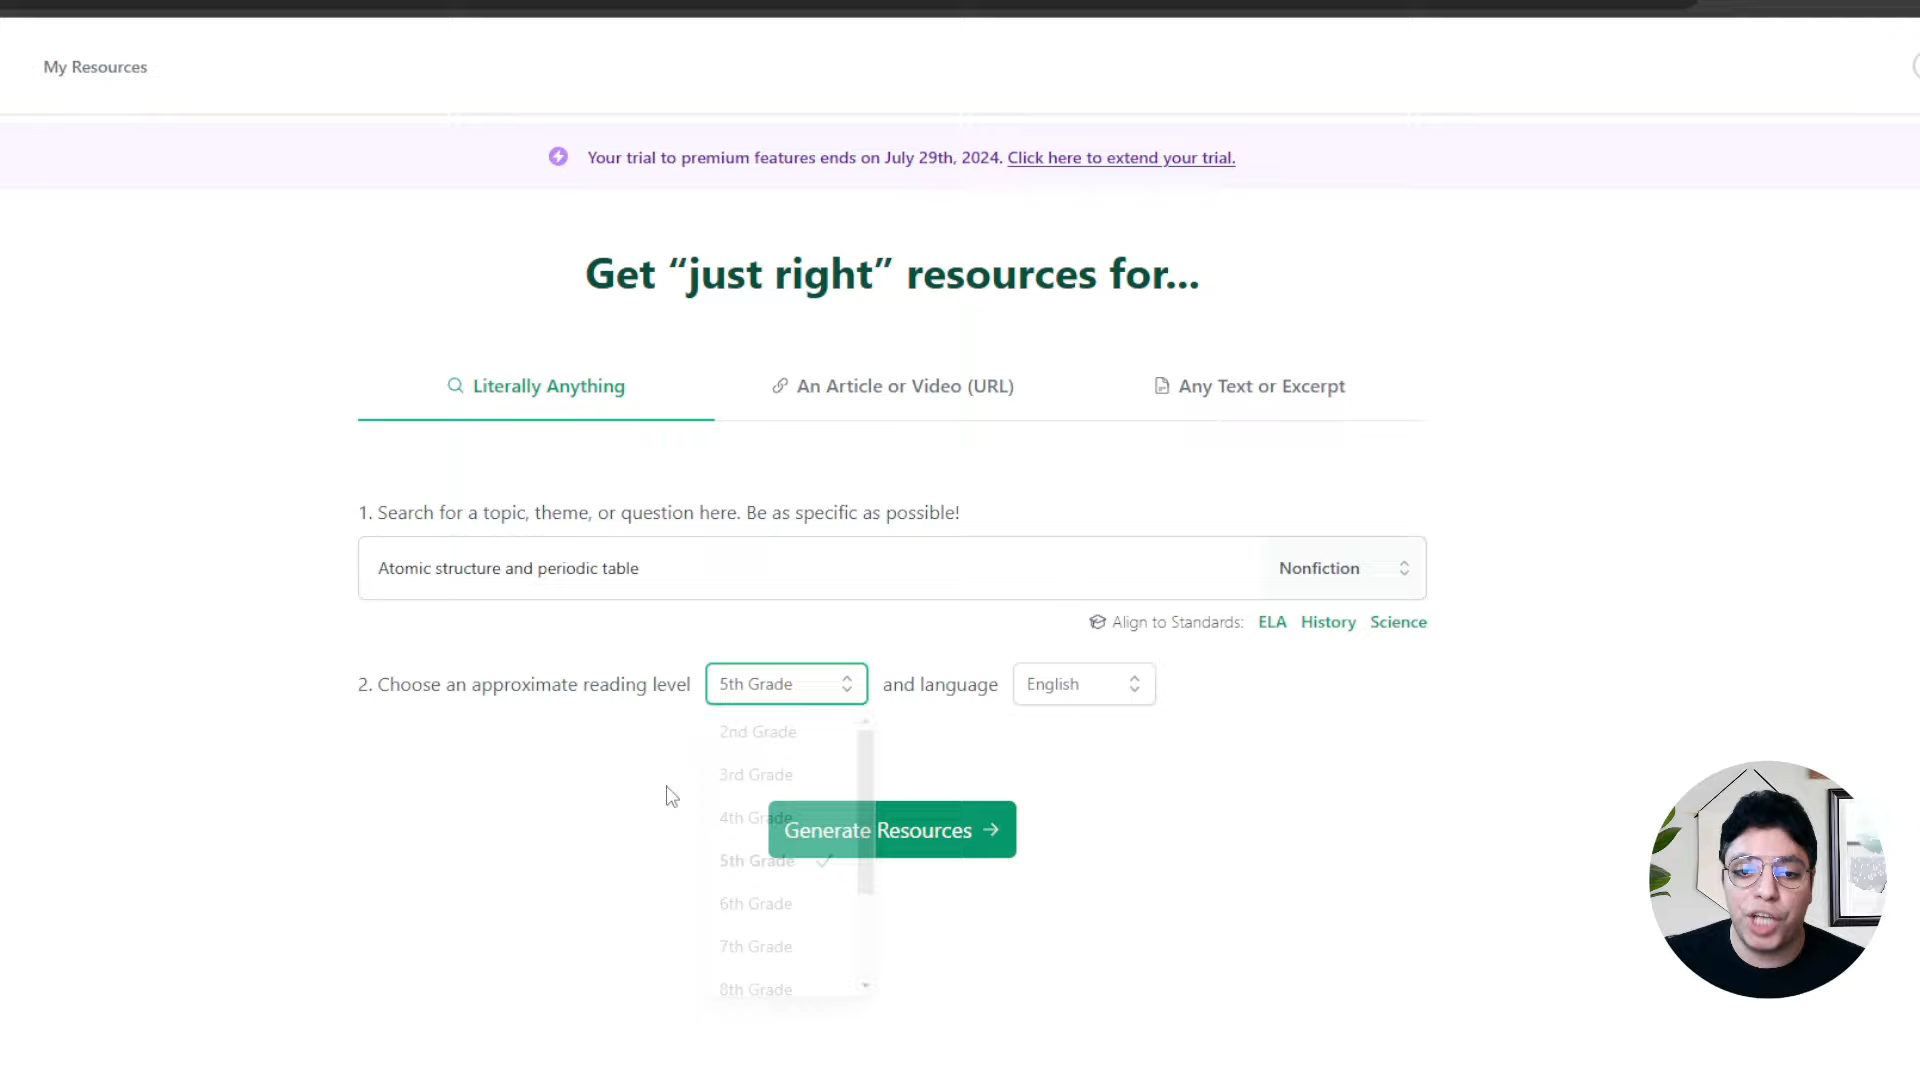 My Resources
Your trial to premium features ends on July 29th, 2024. Click here to extend your trial.
Get “just right” resources for...
Literally Anything
An Article or Video (URL)
Any Text or Excerpt
1. Search for a topic, theme, or question here. Be as specific as possible!
Atomic structure and periodic table
Nonfiction
Align to Standards: ELA History Science
2. Choose an approximate reading level 5th Grade and language English
2nd Grade
3rd Grade
4th Grade
Generate Resources →
5th Grade
6th Grade
7th Grade
8th Grade